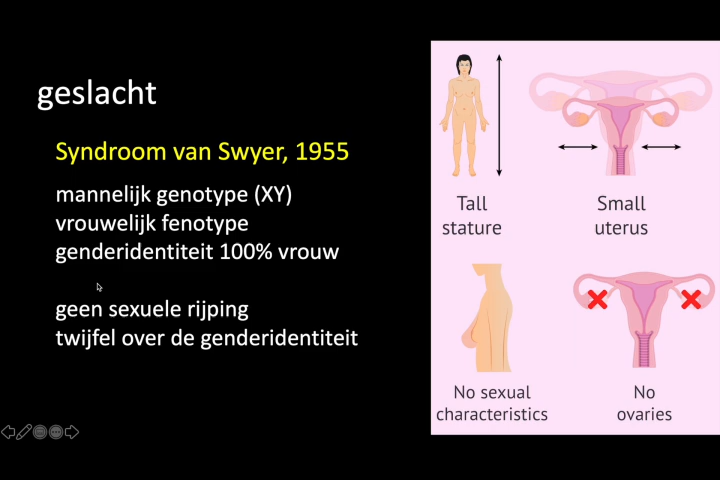 geslacht
Syndroom van Swyer, 1955
mannelijk genotype (XY)
vrouwelijk fenotype
genderidentiteit 100% vrouw
geen sexuele rijping
twijfel over de genderidentiteit
Tall
stature
Small
uterus
No sexual
characteristics
No
ovaries